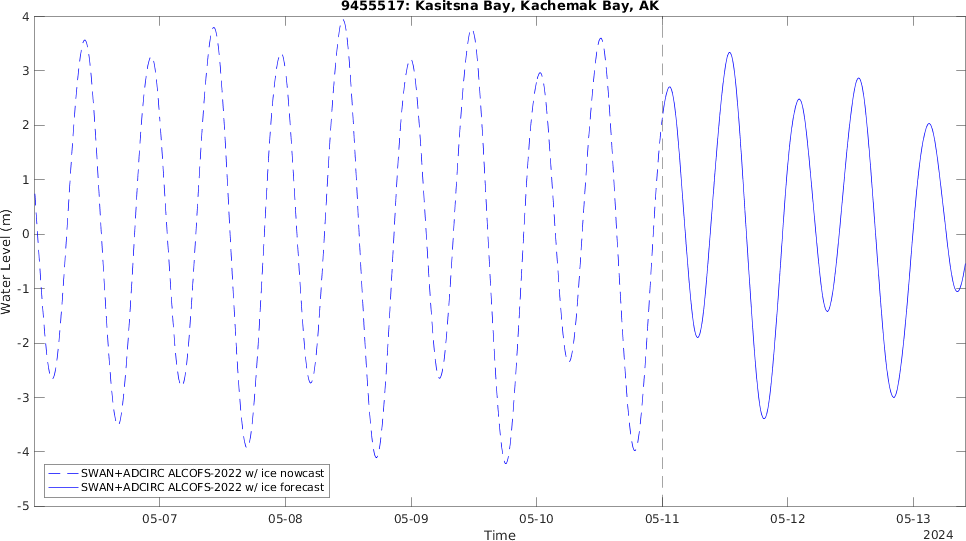 9455517: Kasitsna Bay, Kachemak Bay, AK
4
3
2
1
0
-1
-2
-3
-4
-5
Water Level (m)
SWAN+ADCIRC ALCOFS-2022 w/ ice nowcast
SWAN+ADCIRC ALCOFS-2022 w/ ice forecast
05-07 05-08 05-09 05-10 05-11 05-12 05-13
Time
2024